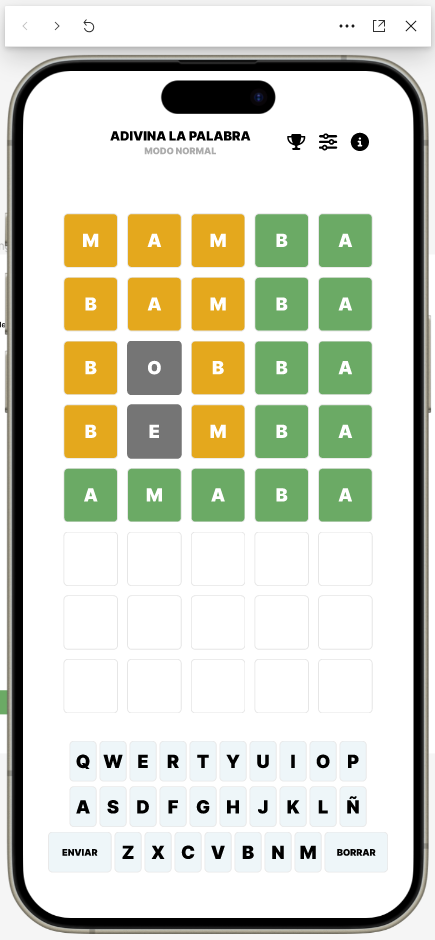 ADIVINA LA PALABRA
MODO NORMAL
M A M B A
B A M B A
B O B B A
B E M B A
A M A B A
Q W E R T Y U I O P
A S D F G H J K L Ñ
ENVIAR Z X C V B N M BORRAR